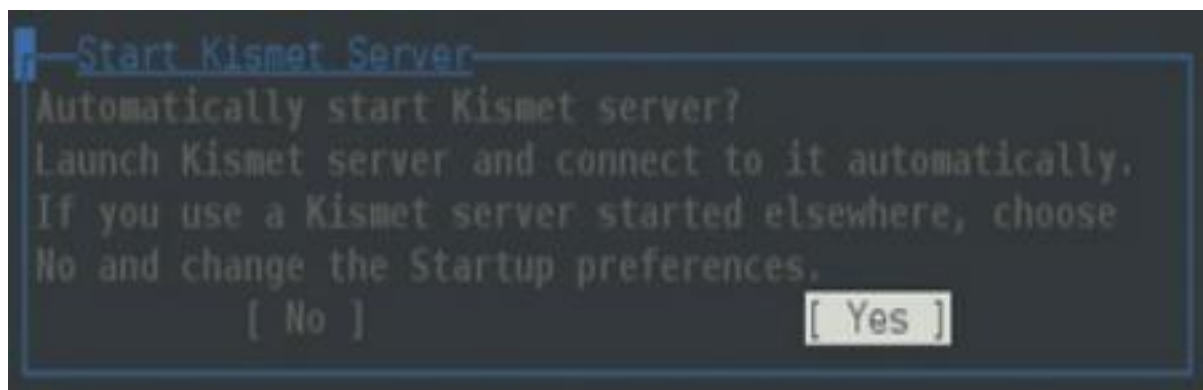 Start Kismet Server
Automatically start Kismet server?
Launch Kismet server and connect to it automatically.
If you use a Kismet server started elsewhere, choose
No and change the Startup preferences.
[ No ] [ Yes ]